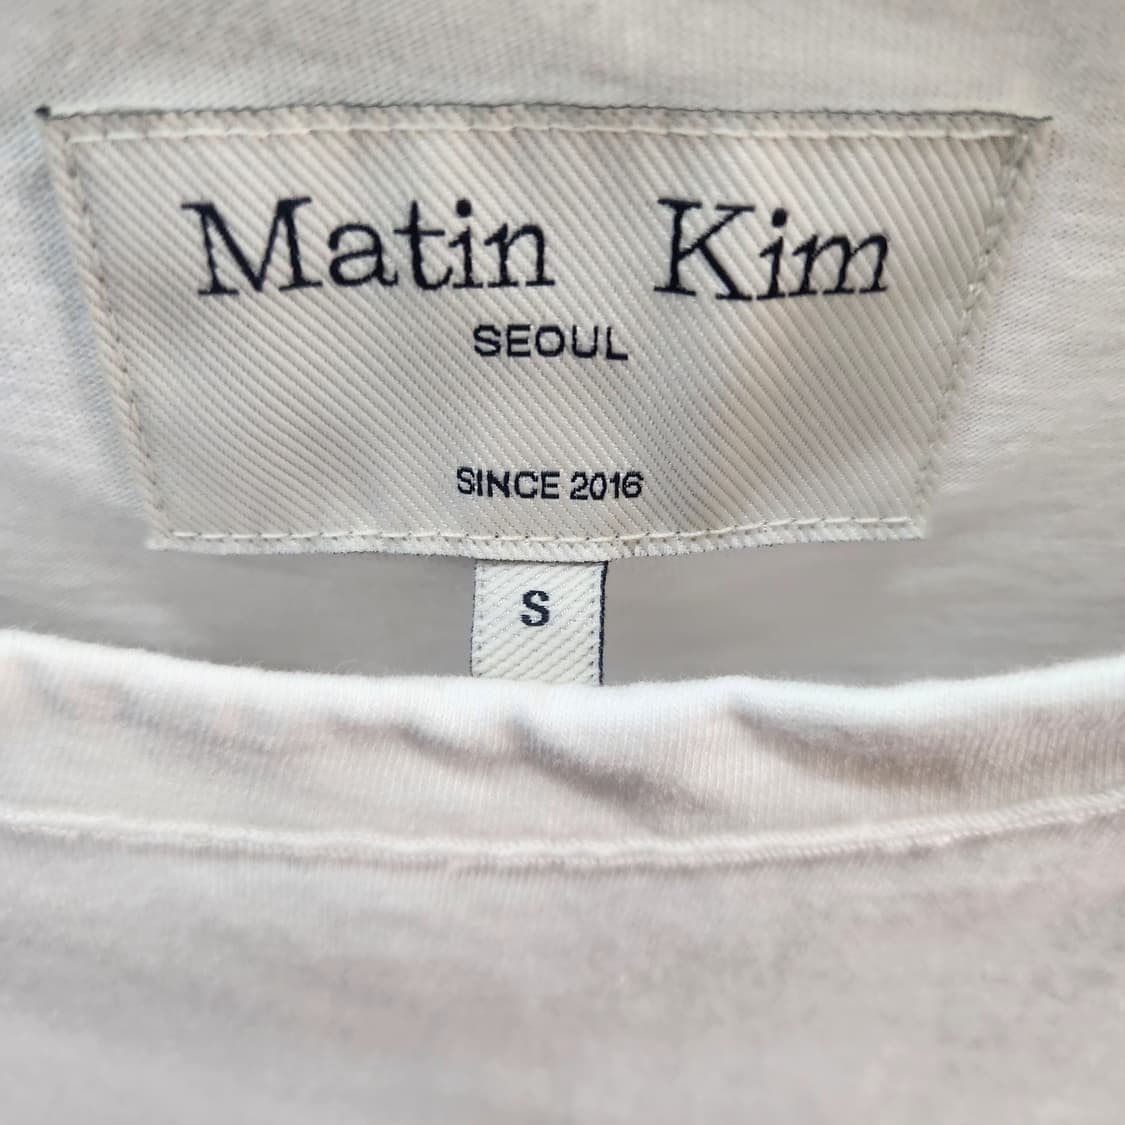 Matin Kim
SEOUL
SINCE 2016
S